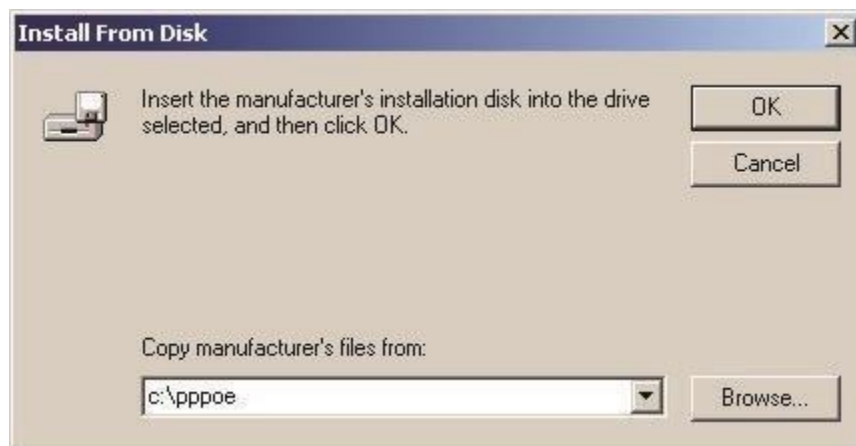 Install From Disk
Insert the manufacturer's installation disk into the drive
selected, and then click OK.
OK
Cancel
Copy manufacturer's files from:
c:\pppoe
Browse...